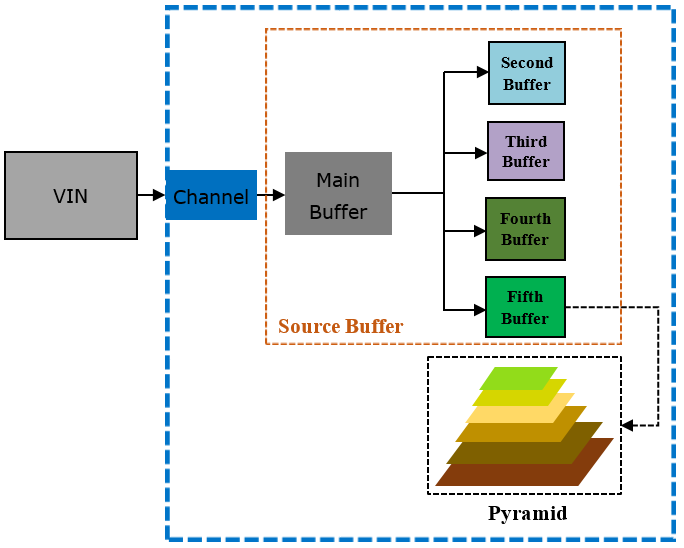 VIN
Channel
Main
Buffer
Second
Buffer
Third
Buffer
Fourth
Buffer
Fifth
Buffer
Source Buffer
Pyramid